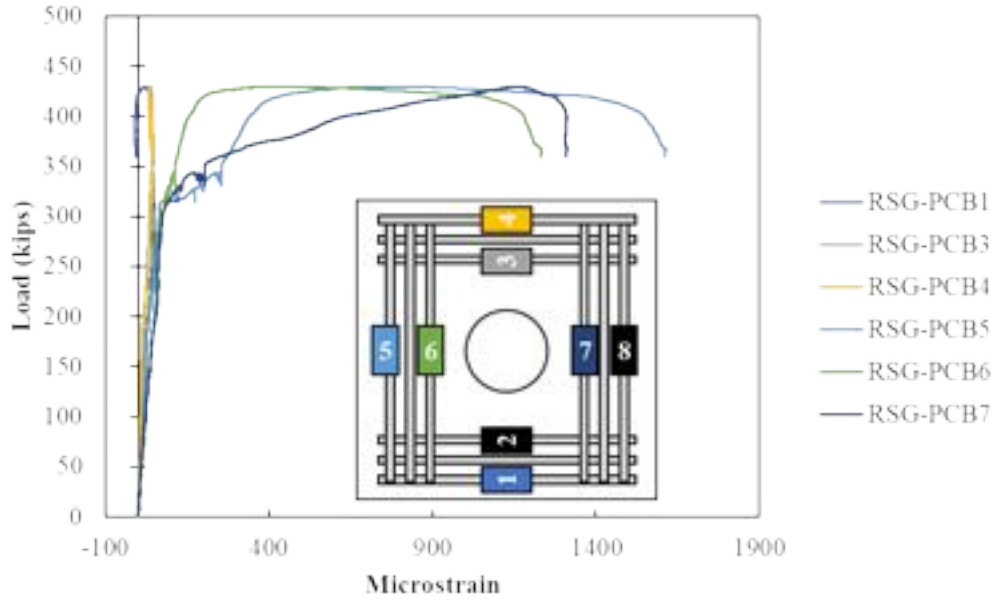 500
450
400
350
300
250
200
150
100
50
0
Load (kips)
-100 400 900 1400 1900
Microstrain
4
3
5 6 7 8
2
1
RSG-PCB1
RSG-PCB3
RSG-PCB4
RSG-PCB5
RSG-PCB6
RSG-PCB7